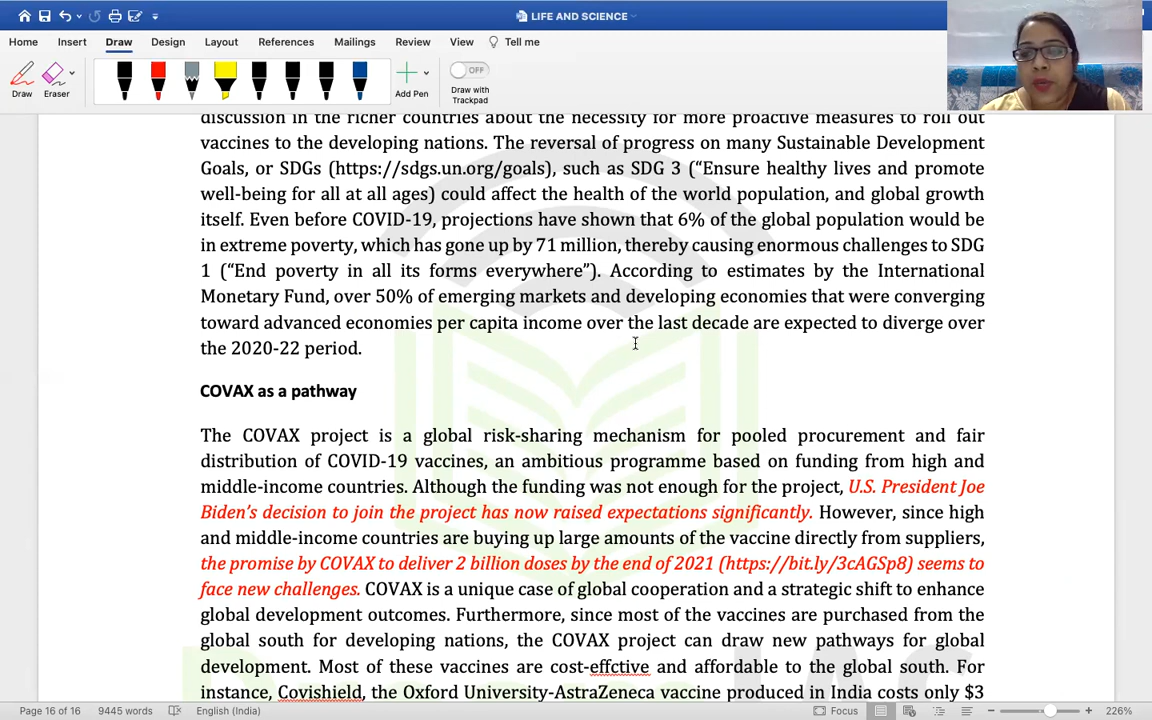 LIFE AND SCIENCE
Home Insert Draw Design Layout References Mailings Review View Tell me
OFF
Draw Eraser Add Pen Draw with Trackpad
discussion in the richer countries about the necessity for more proactive measures to roll out
vaccines to the developing nations. The reversal of progress on many Sustainable Development
Goals, or SDGs (https://sdgs.un.org/goals), such as SDG 3 (“Ensure healthy lives and promote
well-being for all at all ages) could affect the health of the world population, and global growth
itself. Even before COVID-19, projections have shown that 6% of the global population would be
in extreme poverty, which has gone up by 71 million, thereby causing enormous challenges to SDG
1 (“End poverty in all its forms everywhere”). According to estimates by the International
Monetary Fund, over 50% of emerging markets and developing economies that were converging
toward advanced economies per capita income over the last decade are expected to diverge over
the 2020-22 period.
COVAX as a pathway
The COVAX project is a global risk-sharing mechanism for pooled procurement and fair
distribution of COVID-19 vaccines, an ambitious programme based on funding from high and
middle-income countries. Although the funding was not enough for the project, U.S. President Joe
Biden’s decision to join the project has now raised expectations significantly. However, since high
and middle-income countries are buying up large amounts of the vaccine directly from suppliers,
the promise by COVAX to deliver 2 billion doses by the end of 2021 (https://bit.ly/3cAGSp8) seems to
face new challenges. COVAX is a unique case of global cooperation and a strategic shift to enhance
global development outcomes. Furthermore, since most of the vaccines are purchased from the
global south for developing nations, the COVAX project can draw new pathways for global
development. Most of these vaccines are cost-effctive and affordable to the global south. For
instance, Covishield, the Oxford University-AstraZeneca vaccine produced in India costs only $3
Page 16 of 16 9445 words English (India) Focus 226%